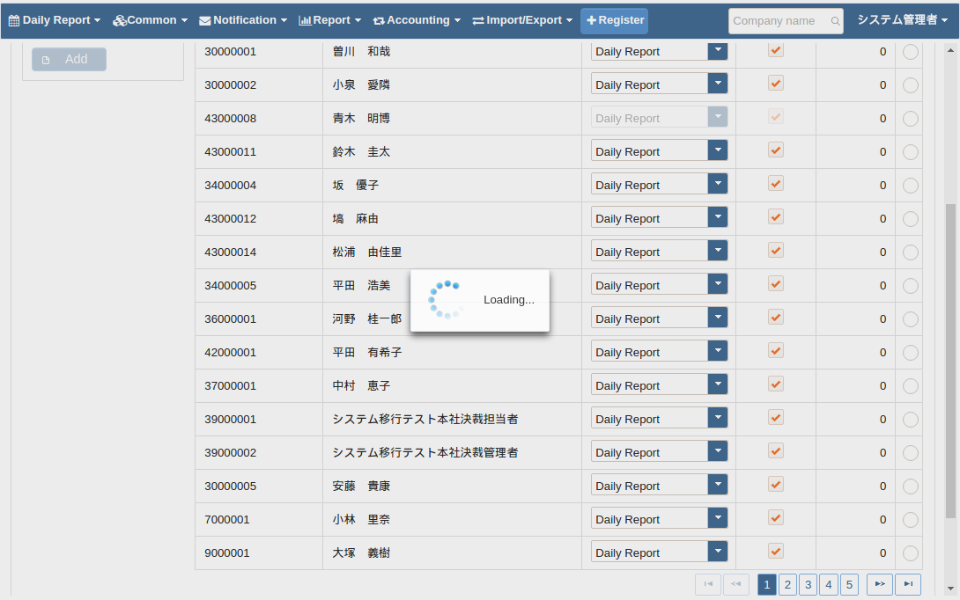 Daily Report Common Notification Report Accounting Import/Export Register Company name システム管理者
Add
30000001 曽川 和哉 Daily Report 0
30000002 小泉 愛隣 Daily Report 0
43000008 青木 明博 Daily Report 0
43000011 鈴木 圭太 Daily Report 0
34000004 坂 優子 Daily Report 0
43000012 塙 麻由 Daily Report 0
43000014 松浦 由佳里 Daily Report 0
34000005 平田 浩美 Daily Report 0
Loading...
36000001 河野 桂一郎 Daily Report 0
42000001 平田 有希子 Daily Report 0
37000001 中村 恵子 Daily Report 0
39000001 システム移行テスト本社決裁担当者 Daily Report 0
39000002 システム移行テスト本社決裁管理者 Daily Report 0
30000005 安藤 貴康 Daily Report 0
7000001 小林 里奈 Daily Report 0
9000001 大塚 義樹 Daily Report 0
1 2 3 4 5